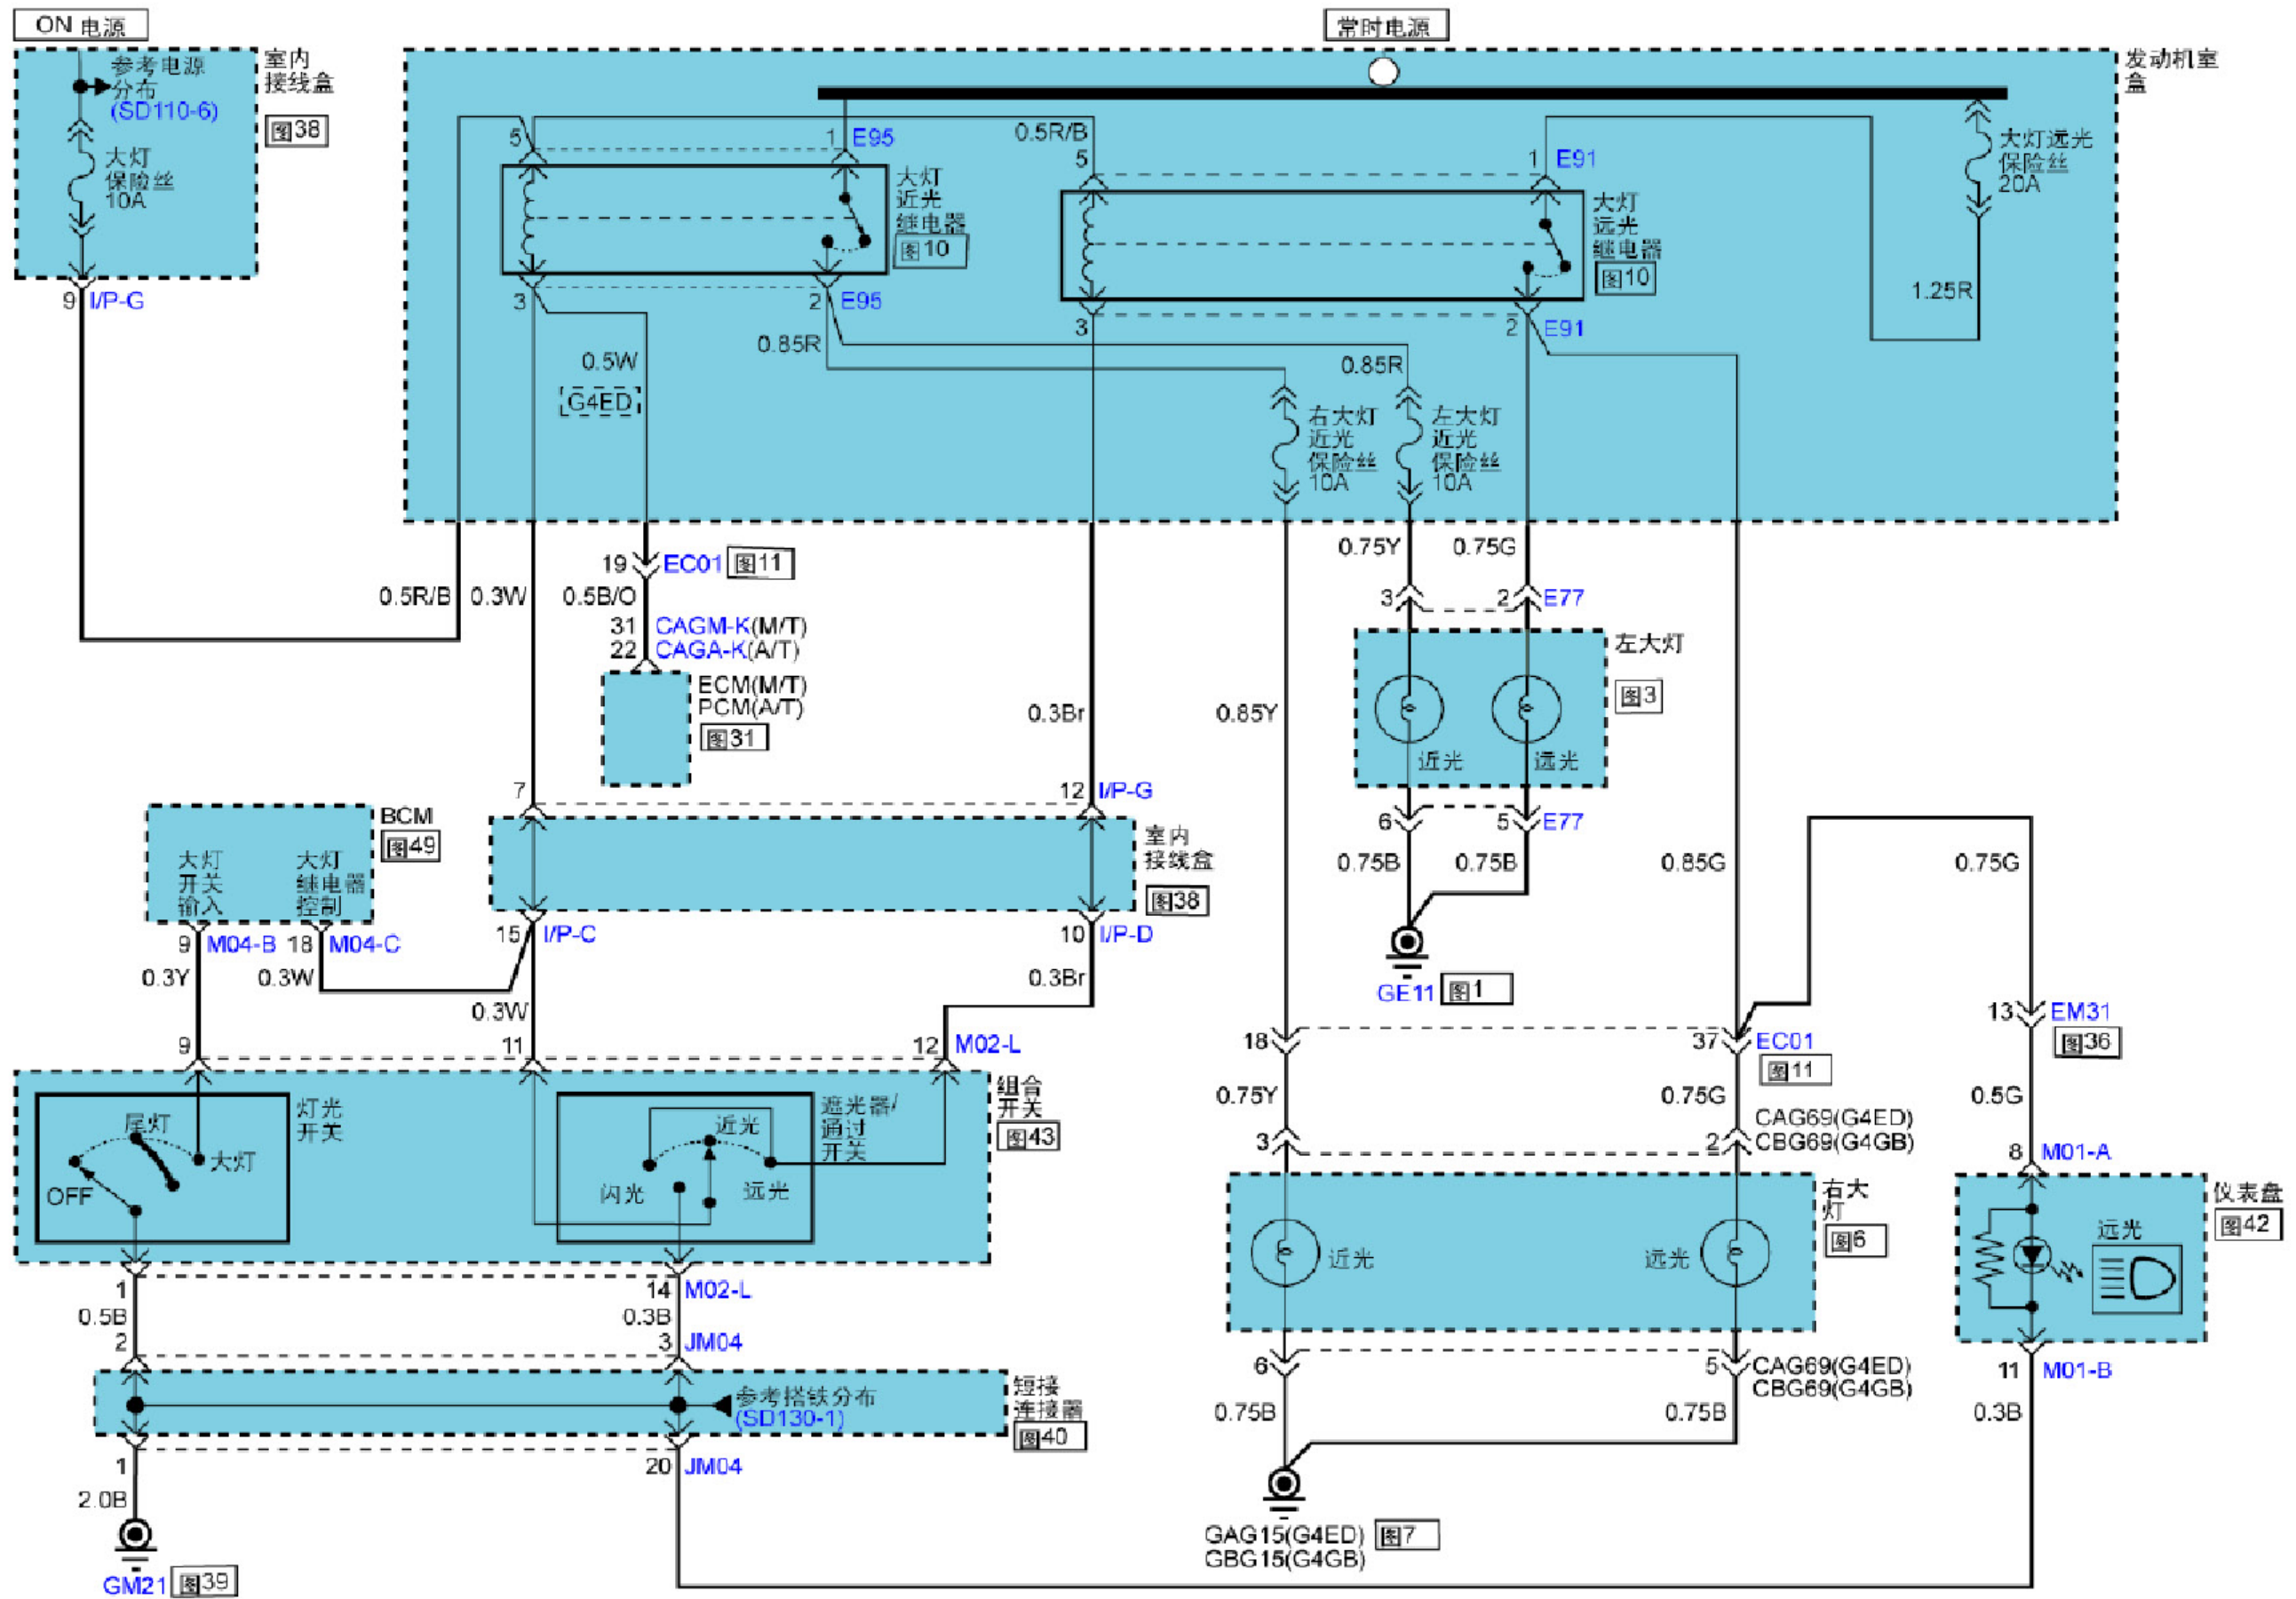 ON 电源
常时电源
参考电源
分布
(SD110-6)
室内
接线盒
图38
大灯
保险丝
10A
9 I/P-G
发动机室
盒
5
1 E95
0.5R/B
5
1 E91
大灯远光
保险丝
20A
大灯
近光
继电器
图10
大灯
远光
继电器
图10
3
2 E95
3
2 E91
1.25R
0.85R
0.5W
0.85R
G4ED
右大灯
近光
保险丝
10A
左大灯
近光
保险丝
10A
19 EC01 图11
0.5R/B
0.3W
0.5B/O
31 CAGM-K(M/T)
22 CAGA-K(A/T)
ECM(M/T)
PCM(A/T)
图31
0.75Y
0.75G
3
2 E77
左大灯
图3
近光
远光
0.3Br
0.85Y
7
12 I/P-G
6
5 E77
BCM
图49
大灯
开关
输入
大灯
继电器
控制
室内
接线盒
图38
0.75B
0.75B
0.85G
0.75G
9 M04-B
18 M04-C
15 I/P-C
10 I/P-D
0.3Y
0.3W
0.3Br
0.3W
GE11 图1
13 EM31
图36
9
11
12 M02-L
18
37 EC01
图11
组合
开关
图43
灯光
开关
尾灯
大灯
OFF
遮光器/
通过
开关
近光
闪光
远光
0.75Y
0.75G
0.5G
CAG69(G4ED)
CBG69(G4GB)
3
2
8 M01-A
右大
灯
图6
近光
远光
仪表盘
图42
远光
1
14 M02-L
0.5B
0.3B
2
3 JM04
6
5 CAG69(G4ED)
CBG69(G4GB)
11 M01-B
参考搭铁分布
(SD130-1)
短接
连接器
图40
0.75B
0.75B
0.3B
1
20 JM04
2.0B
GM21 图39
GAG15(G4ED) 图7
GBG15(G4GB)